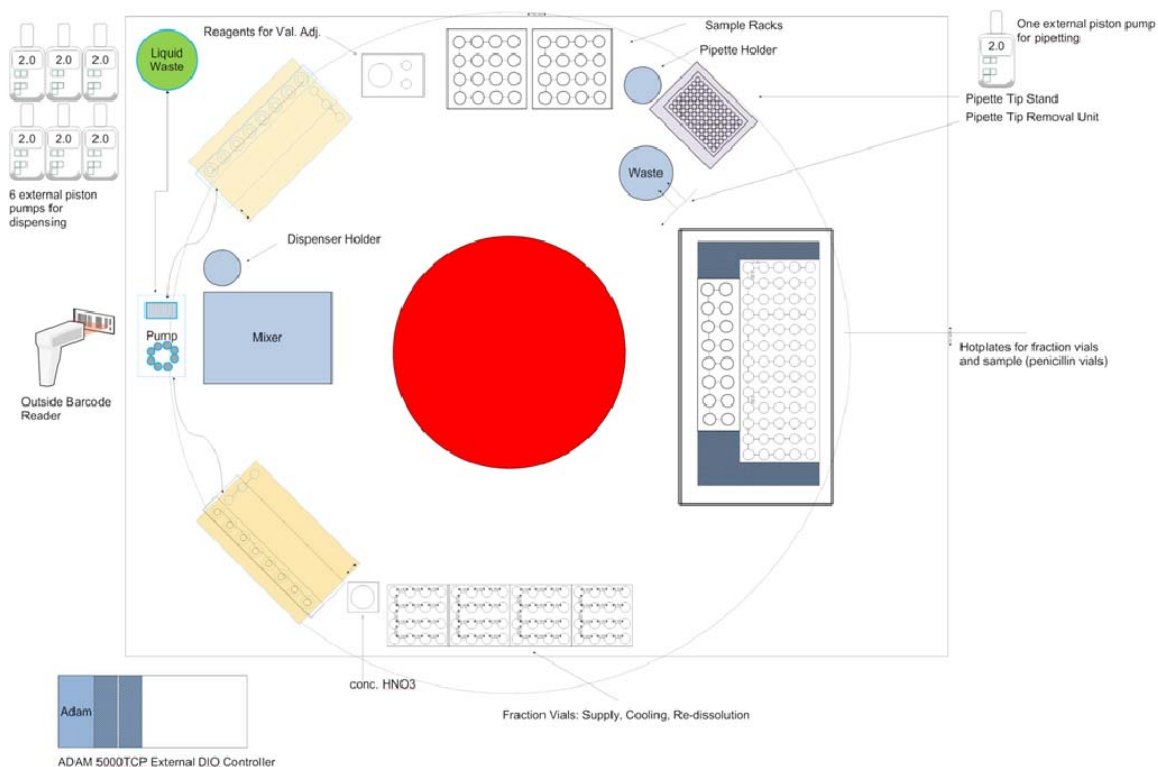 Reagents for Val. Adj.
Sample Racks
Pipette Holder
One external piston pump
for pipetting
2.0
2.0
2.0
2.0
Liquid
Waste
Pipette Tip Stand
Pipette Tip Removal Unit
2.0
2.0
2.0
Waste
6 external piston
pumps for
dispensing
Dispenser Holder
Pump
Mixer
Hotplates for fraction vials
and sample (penicillin vials)
Outside Barcode
Reader
conc. HNO3
Fraction Vials: Supply, Cooling, Re-dissolution
Adam
ADAM 5000TCP External DIO Controller